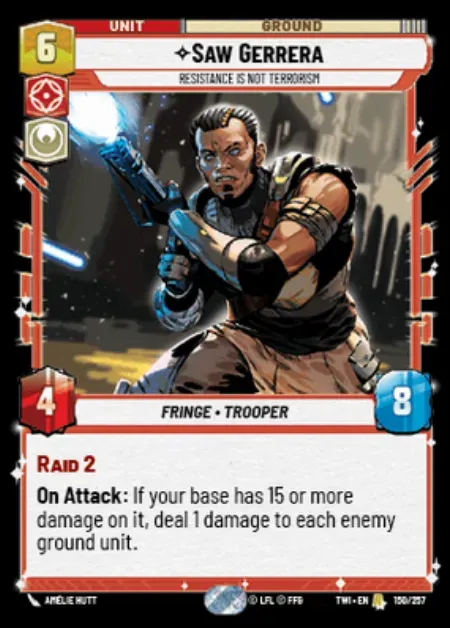 UNIT GROUND
6
✧SAW GERRERA
RESISTANCE IS NOT TERRORISM
4 FRINGE • TROOPER 8
RAID 2
On Attack: If your base has 15 or more
damage on it, deal 1 damage to each enemy
ground unit.
AMÉLIE HUTT © LFL © FFG TWI • EN 150/257